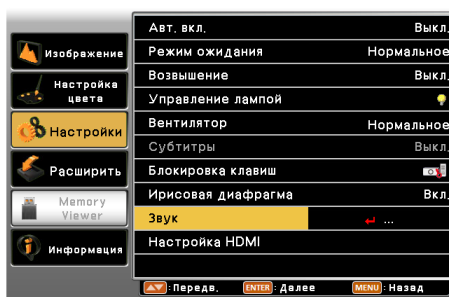 Изображение
Настройка
цвета
Настройки
Расширить
Memory
Viewer
Информация
Авт. вкл. Выкл.
Режим ожидания Нормальное
Возвышение Выкл.
Управление лампой
Вентилятор Нормальное
Субтитры Выкл.
Блокировка клавиш
Ирисовая диафрагма Вкл.
Звук ...
Настройка HDMI
:Передв. ENTER :Далее MENU :Назад